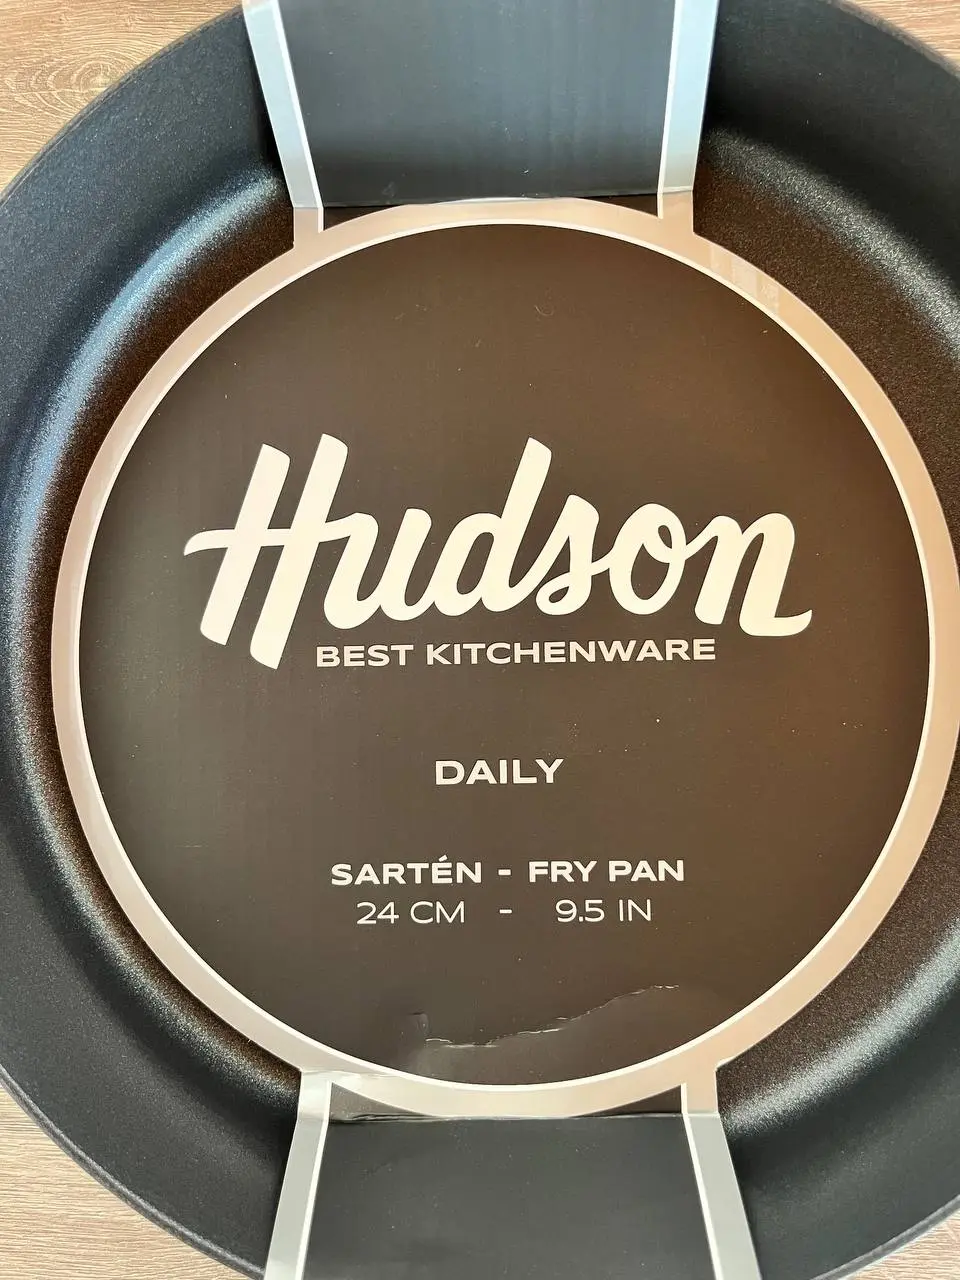 Hudson
BEST KITCHENWARE
DAILY
SARTÉN - FRY PAN
24 CM - 9.5 IN